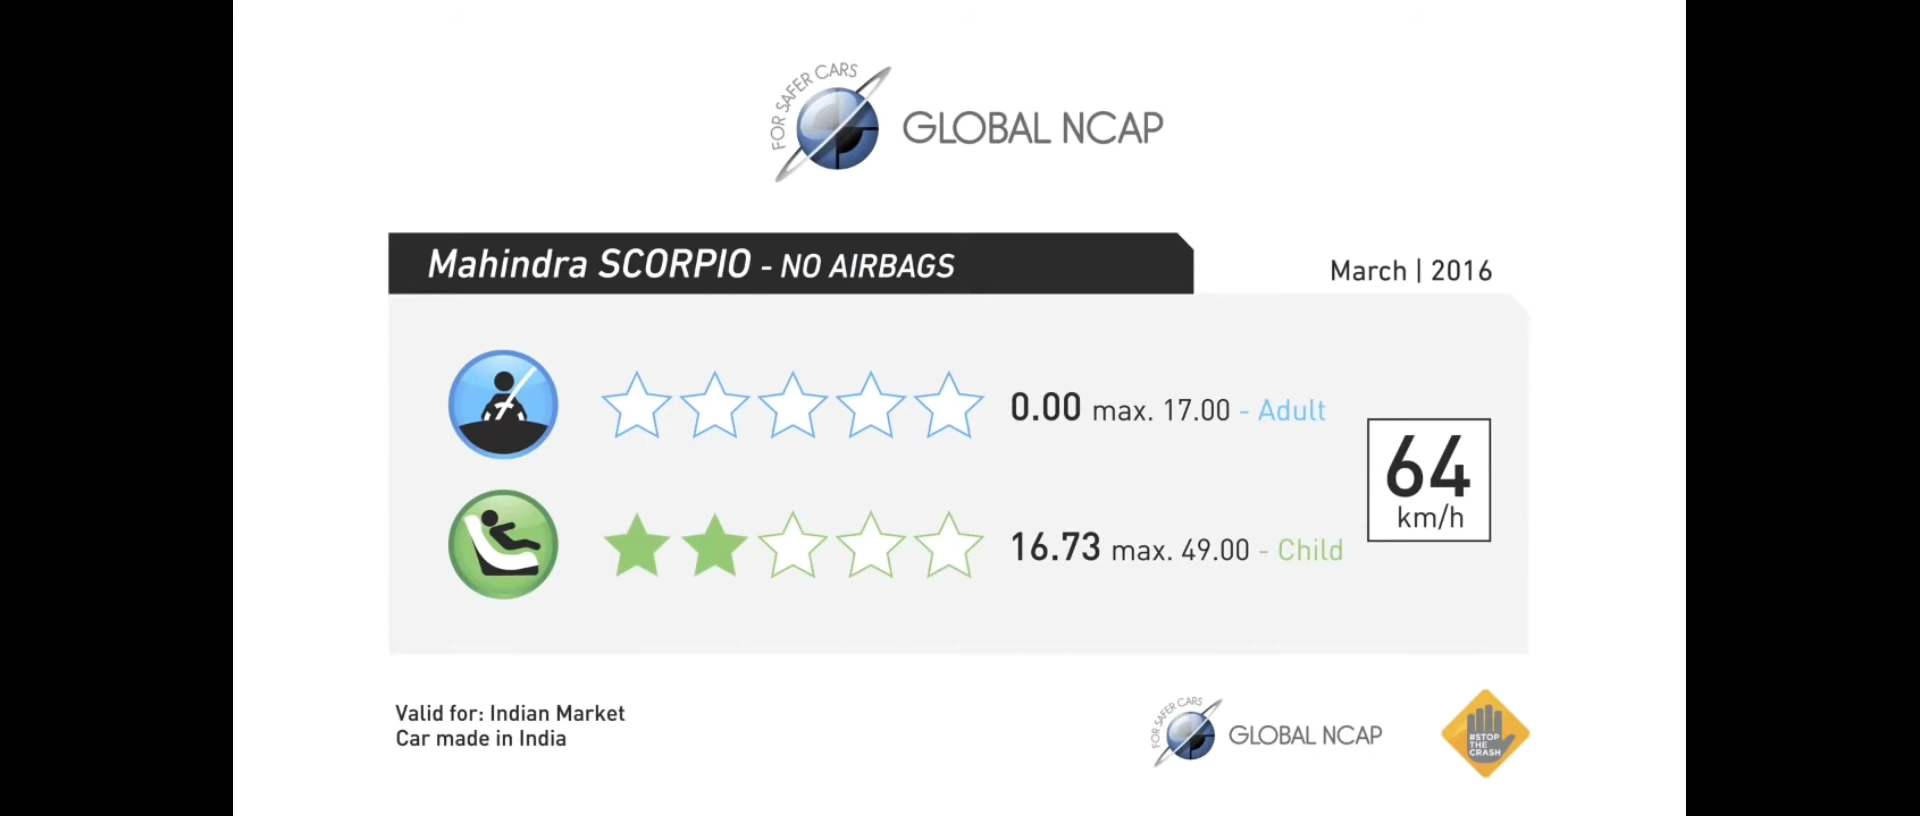 FOR SAFER CARS
GLOBAL NCAP
Mahindra SCORPIO - NO AIRBAGS
March | 2016
0.00 max. 17.00 - Adult
16.73 max. 49.00 - Child
64
km/h
Valid for: Indian Market
Car made in India
FOR SAFER CARS
GLOBAL NCAP
#STOP
THE
CRASH